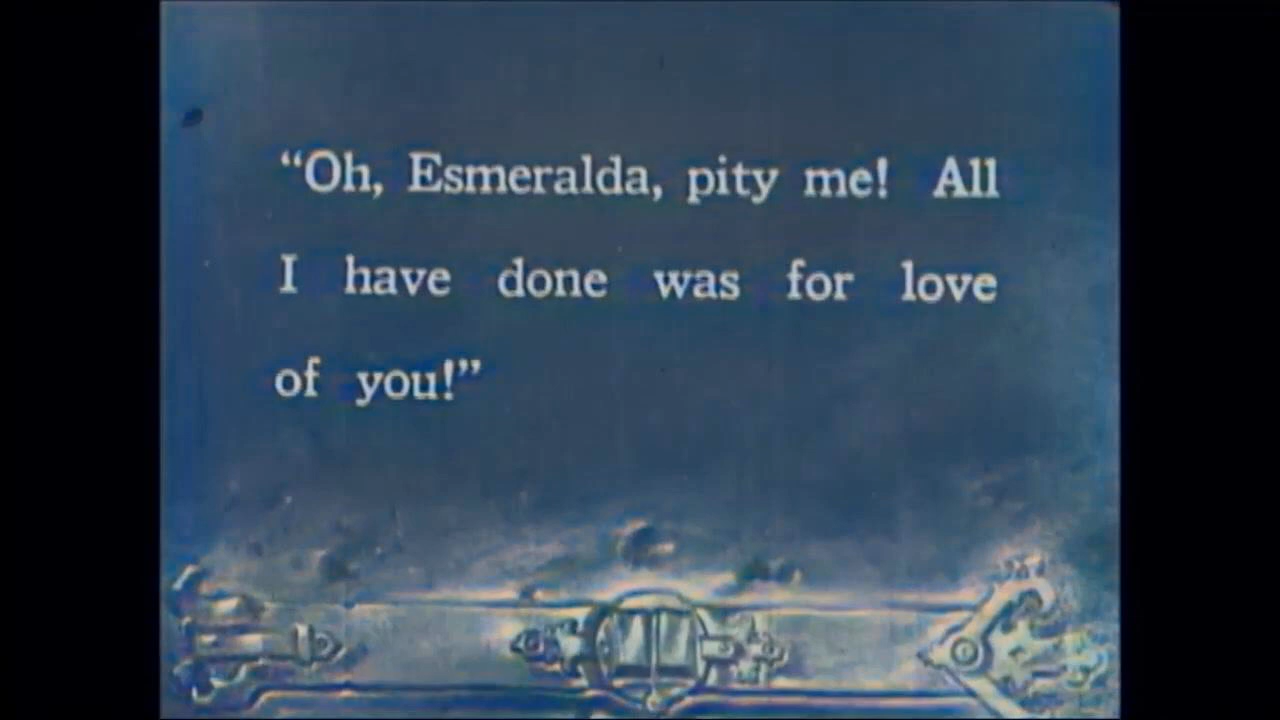 “Oh, Esmeralda, pity me! All
I have done was for love
of you!”